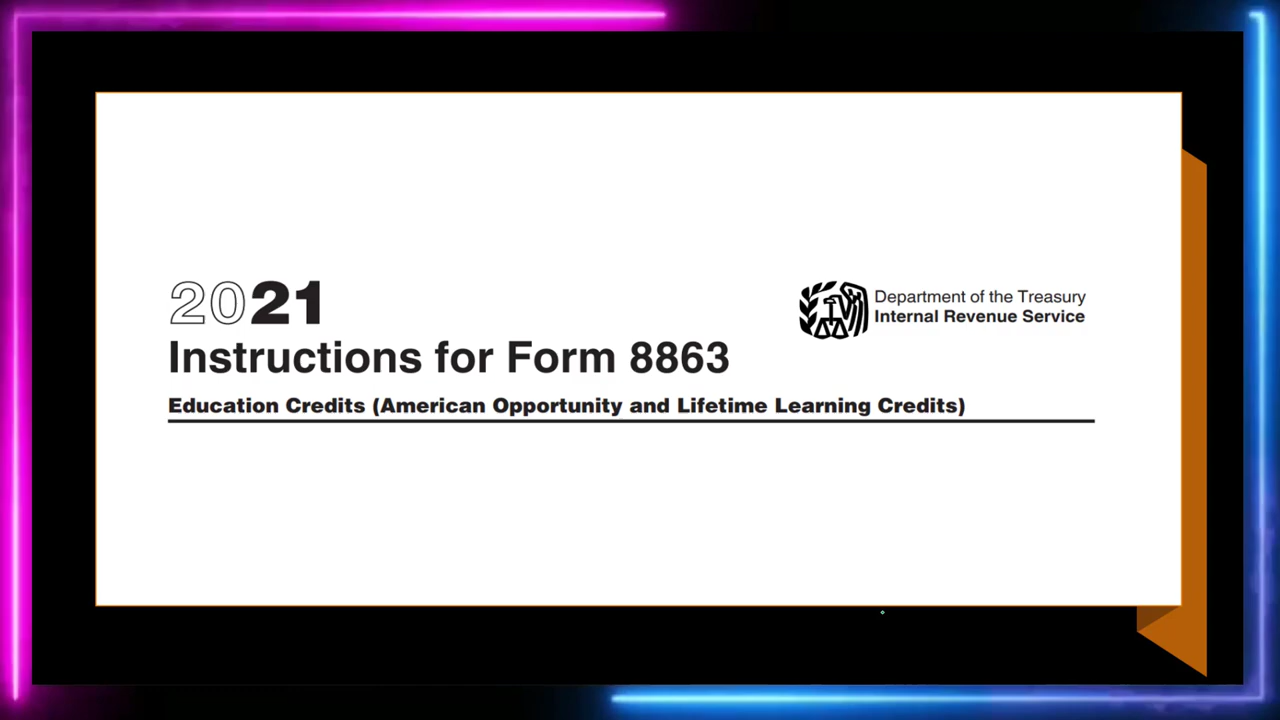 2021
Department of the Treasury
Internal Revenue Service
Instructions for Form 8863
Education Credits (American Opportunity and Lifetime Learning Credits)